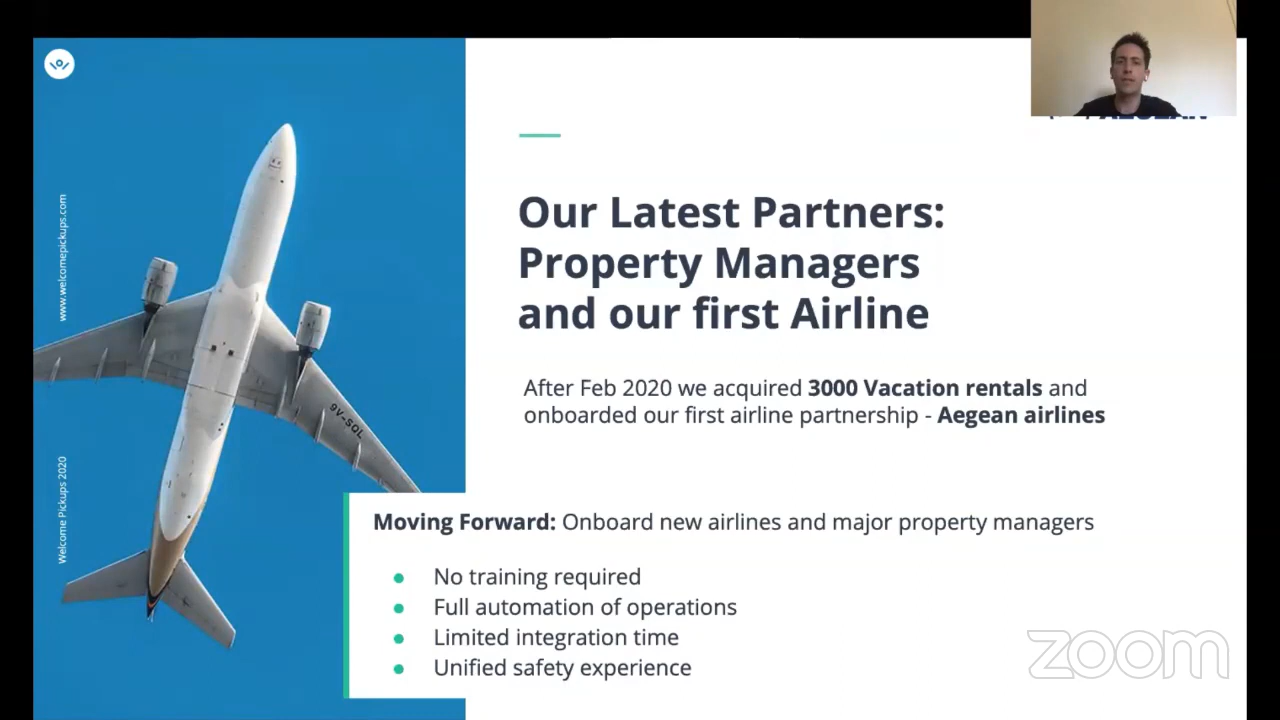 www.welcomepickups.com
Welcome Pickups 2020
9V-SQL
Our Latest Partners:
Property Managers
and our first Airline
After Feb 2020 we acquired 3000 Vacation rentals and
onboarded our first airline partnership - Aegean airlines
Moving Forward: Onboard new airlines and major property managers
● No training required
● Full automation of operations
● Limited integration time
● Unified safety experience
zoom